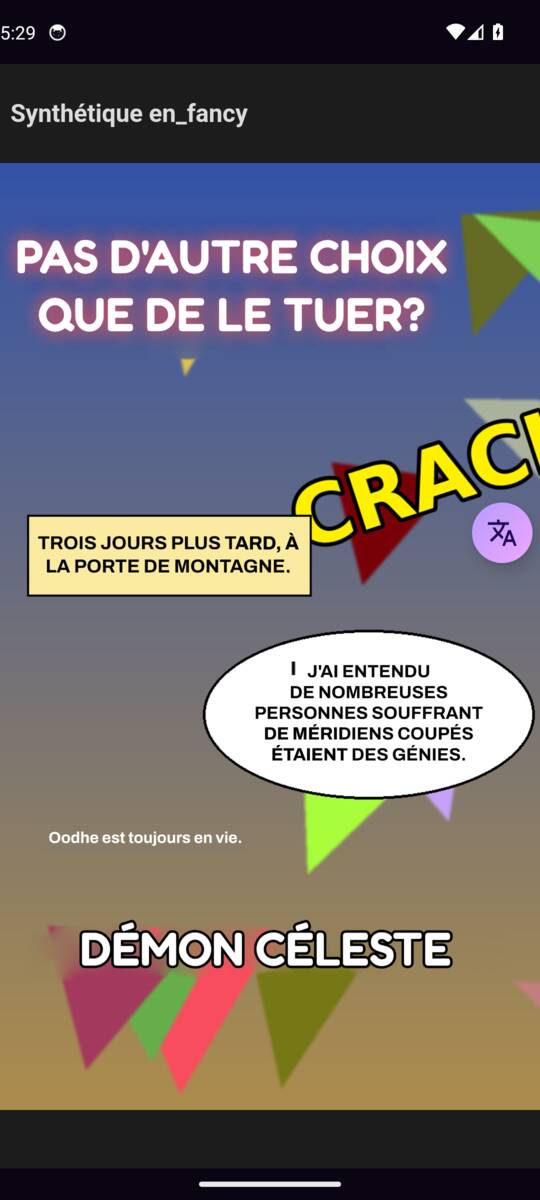 5:29
Synthétique en_fancy
PAS D'AUTRE CHOIX
QUE DE LE TUER?
TROIS JOURS PLUS TARD, À
LA PORTE DE MONTAGNE.
I J'AI ENTENDU
DE NOMBREUSES
PERSONNES SOUFFRANT
DE MÉRIDIENS COUPÉS
ÉTAIENT DES GÉNIES.
Oodhe est toujours en vie.
DÉMON CÉLESTE